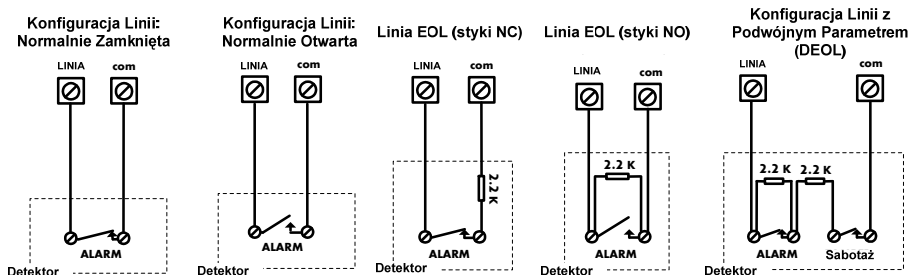 Konfiguracja Linii:
Normalnie Zamknięta
LINIA com
ALARM
Detektor
Konfiguracja Linii:
Normalnie Otwarta
LINIA com
ALARM
Detektor
Linia EOL (styki NC)
LINIA com
2.2 K
ALARM
Detektor
Linia EOL (styki NO)
LINIA com
2.2 K
ALARM
Detektor
Konfiguracja Linii z
Podwójnym Parametrem
(DEOL)
LINIA com
2.2 K 2.2 K
ALARM Sabotaż
Detektor